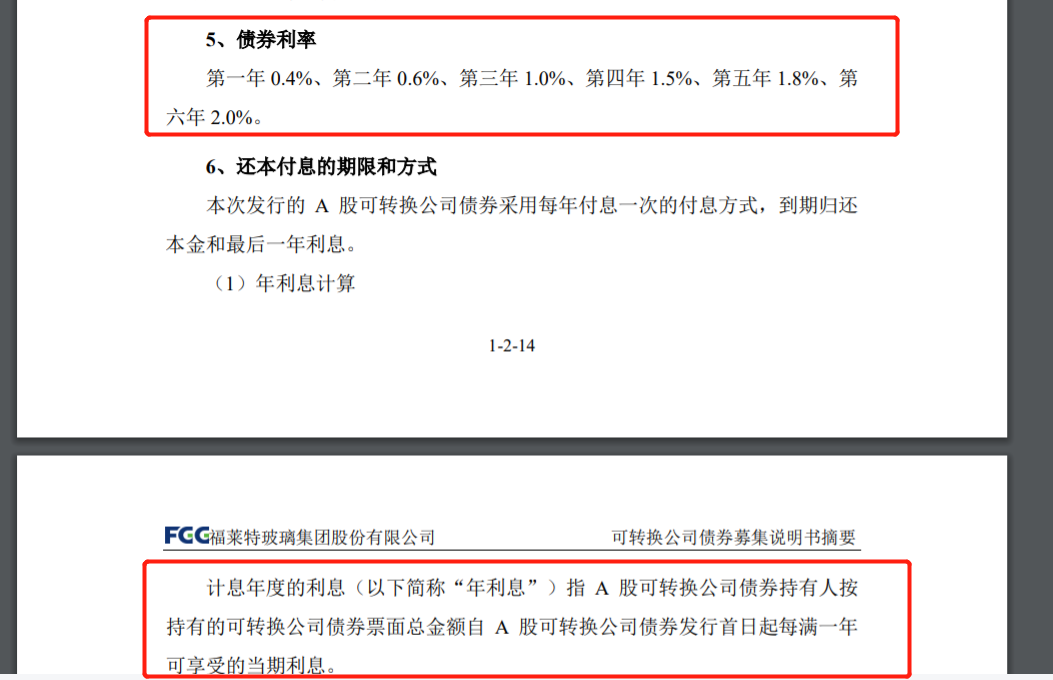 5、债券利率
第一年 0.4%、第二年 0.6%、第三年 1.0%、第四年 1.5%、第五年 1.8%、第
六年 2.0%。
6、还本付息的期限和方式
本次发行的 A 股可转换公司债券采用每年付息一次的付息方式，到期归还
本金和最后一年利息。
（1）年利息计算
1-2-14
FGG福莱特玻璃集团股份有限公司 可转换公司债券募集说明书摘要
计息年度的利息（以下简称“年利息”）指 A 股可转换公司债券持有人按
持有的可转换公司债券票面总金额自 A 股可转换公司债券发行首日起每满一年
可享受的当期利息。